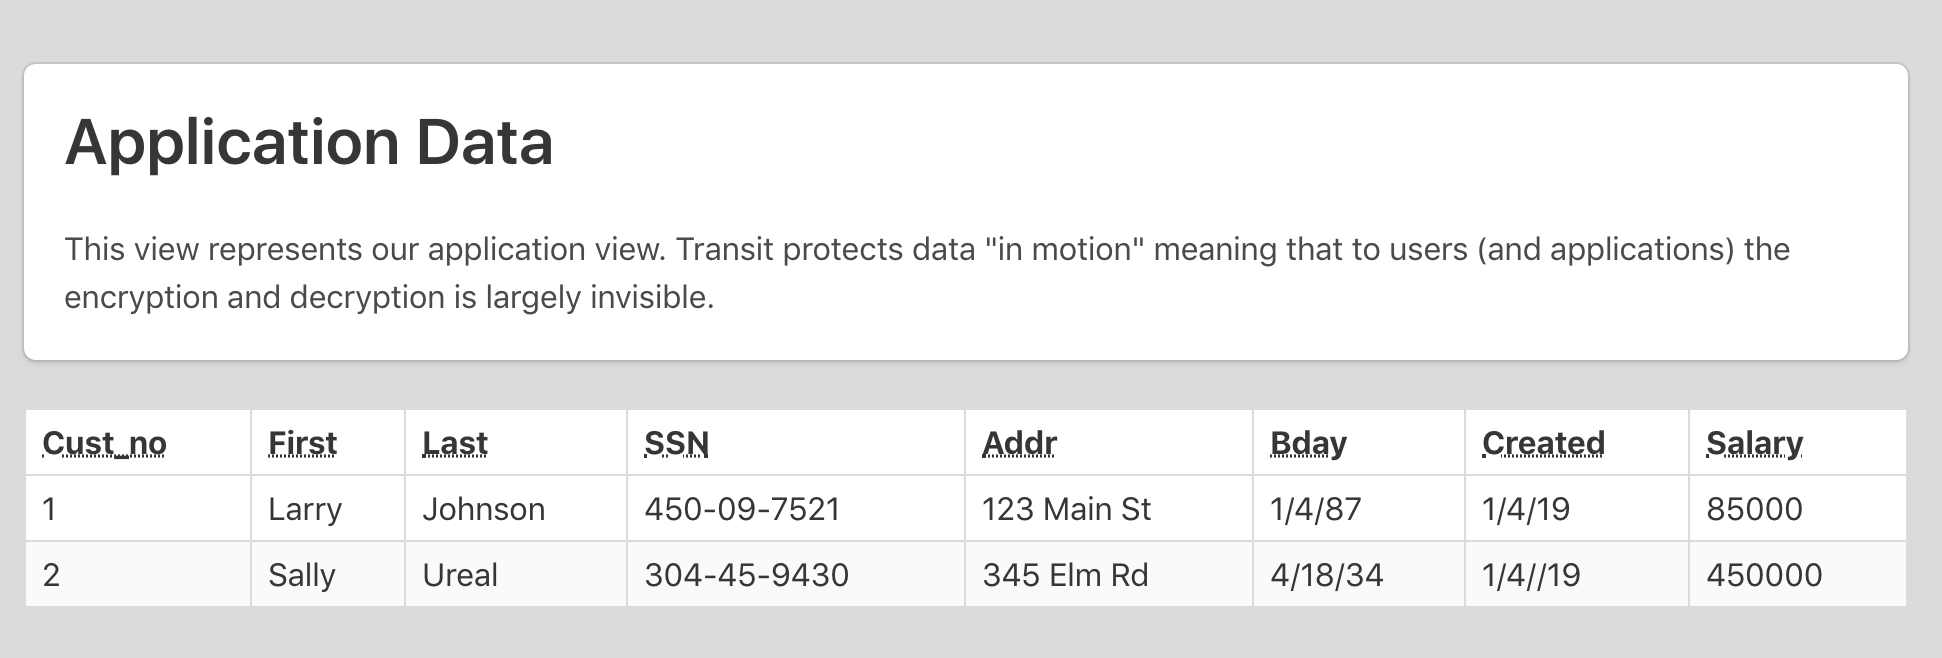 Application Data
This view represents our application view. Transit protects data "in motion" meaning that to users (and applications) the
encryption and decryption is largely invisible.
Cust_no First Last SSN Addr Bday Created Salary
1 Larry Johnson 450-09-7521 123 Main St 1/4/87 1/4/19 85000
2 Sally Ureal 304-45-9430 345 Elm Rd 4/18/34 1/4//19 450000